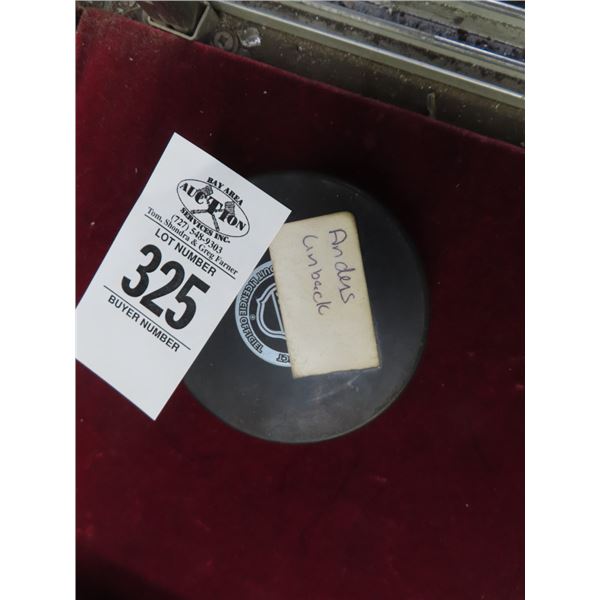 BAY AREA
AUCTION
SERVICES INC.
(727) 548-9303
Tom, Shondra & Greg Farner
LOT NUMBER
325
BUYER NUMBER
Anders
Linback
OFFICIEL